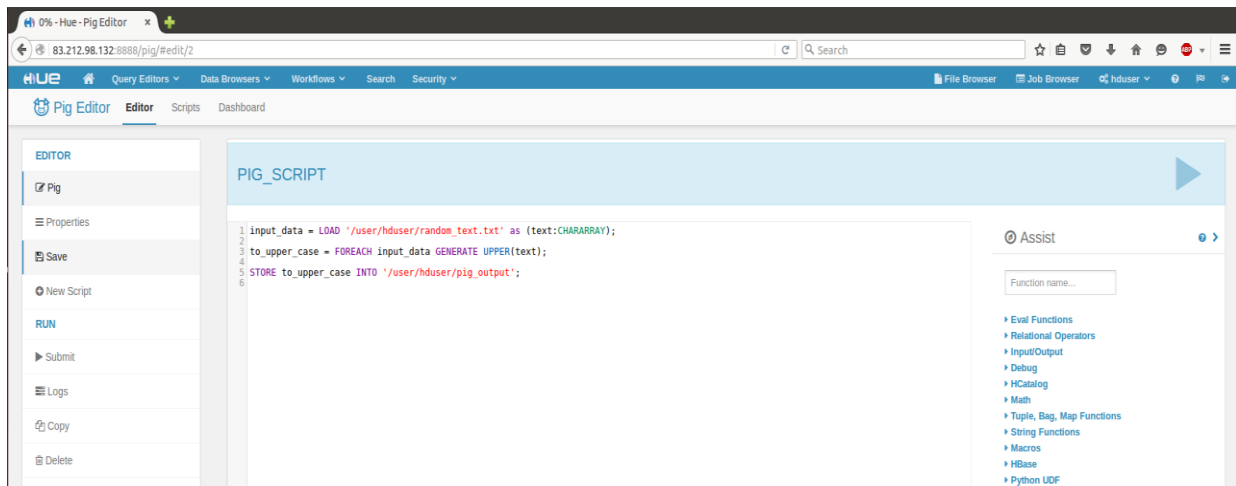 0% - Hue - Pig Editor x
83.212.98.132:8888/pig/#edit/2 Search ABP
HUE Query Editors Data Browsers Workflows Search Security File Browser Job Browser hduser
Pig Editor Editor Scripts Dashboard
EDITOR
Pig
Properties
Save
New Script
RUN
Submit
Logs
Copy
Delete
PIG_SCRIPT
1 input_data = LOAD '/user/hduser/random_text.txt' as (text:CHARARRAY);
2
3 to_upper_case = FOREACH input_data GENERATE UPPER(text);
4
5 STORE to_upper_case INTO '/user/hduser/pig_output';
6
Assist
Function name...
Eval Functions
Relational Operators
Input/Output
Debug
HCatalog
Math
Tuple, Bag, Map Functions
String Functions
Macros
HBase
Python UDF